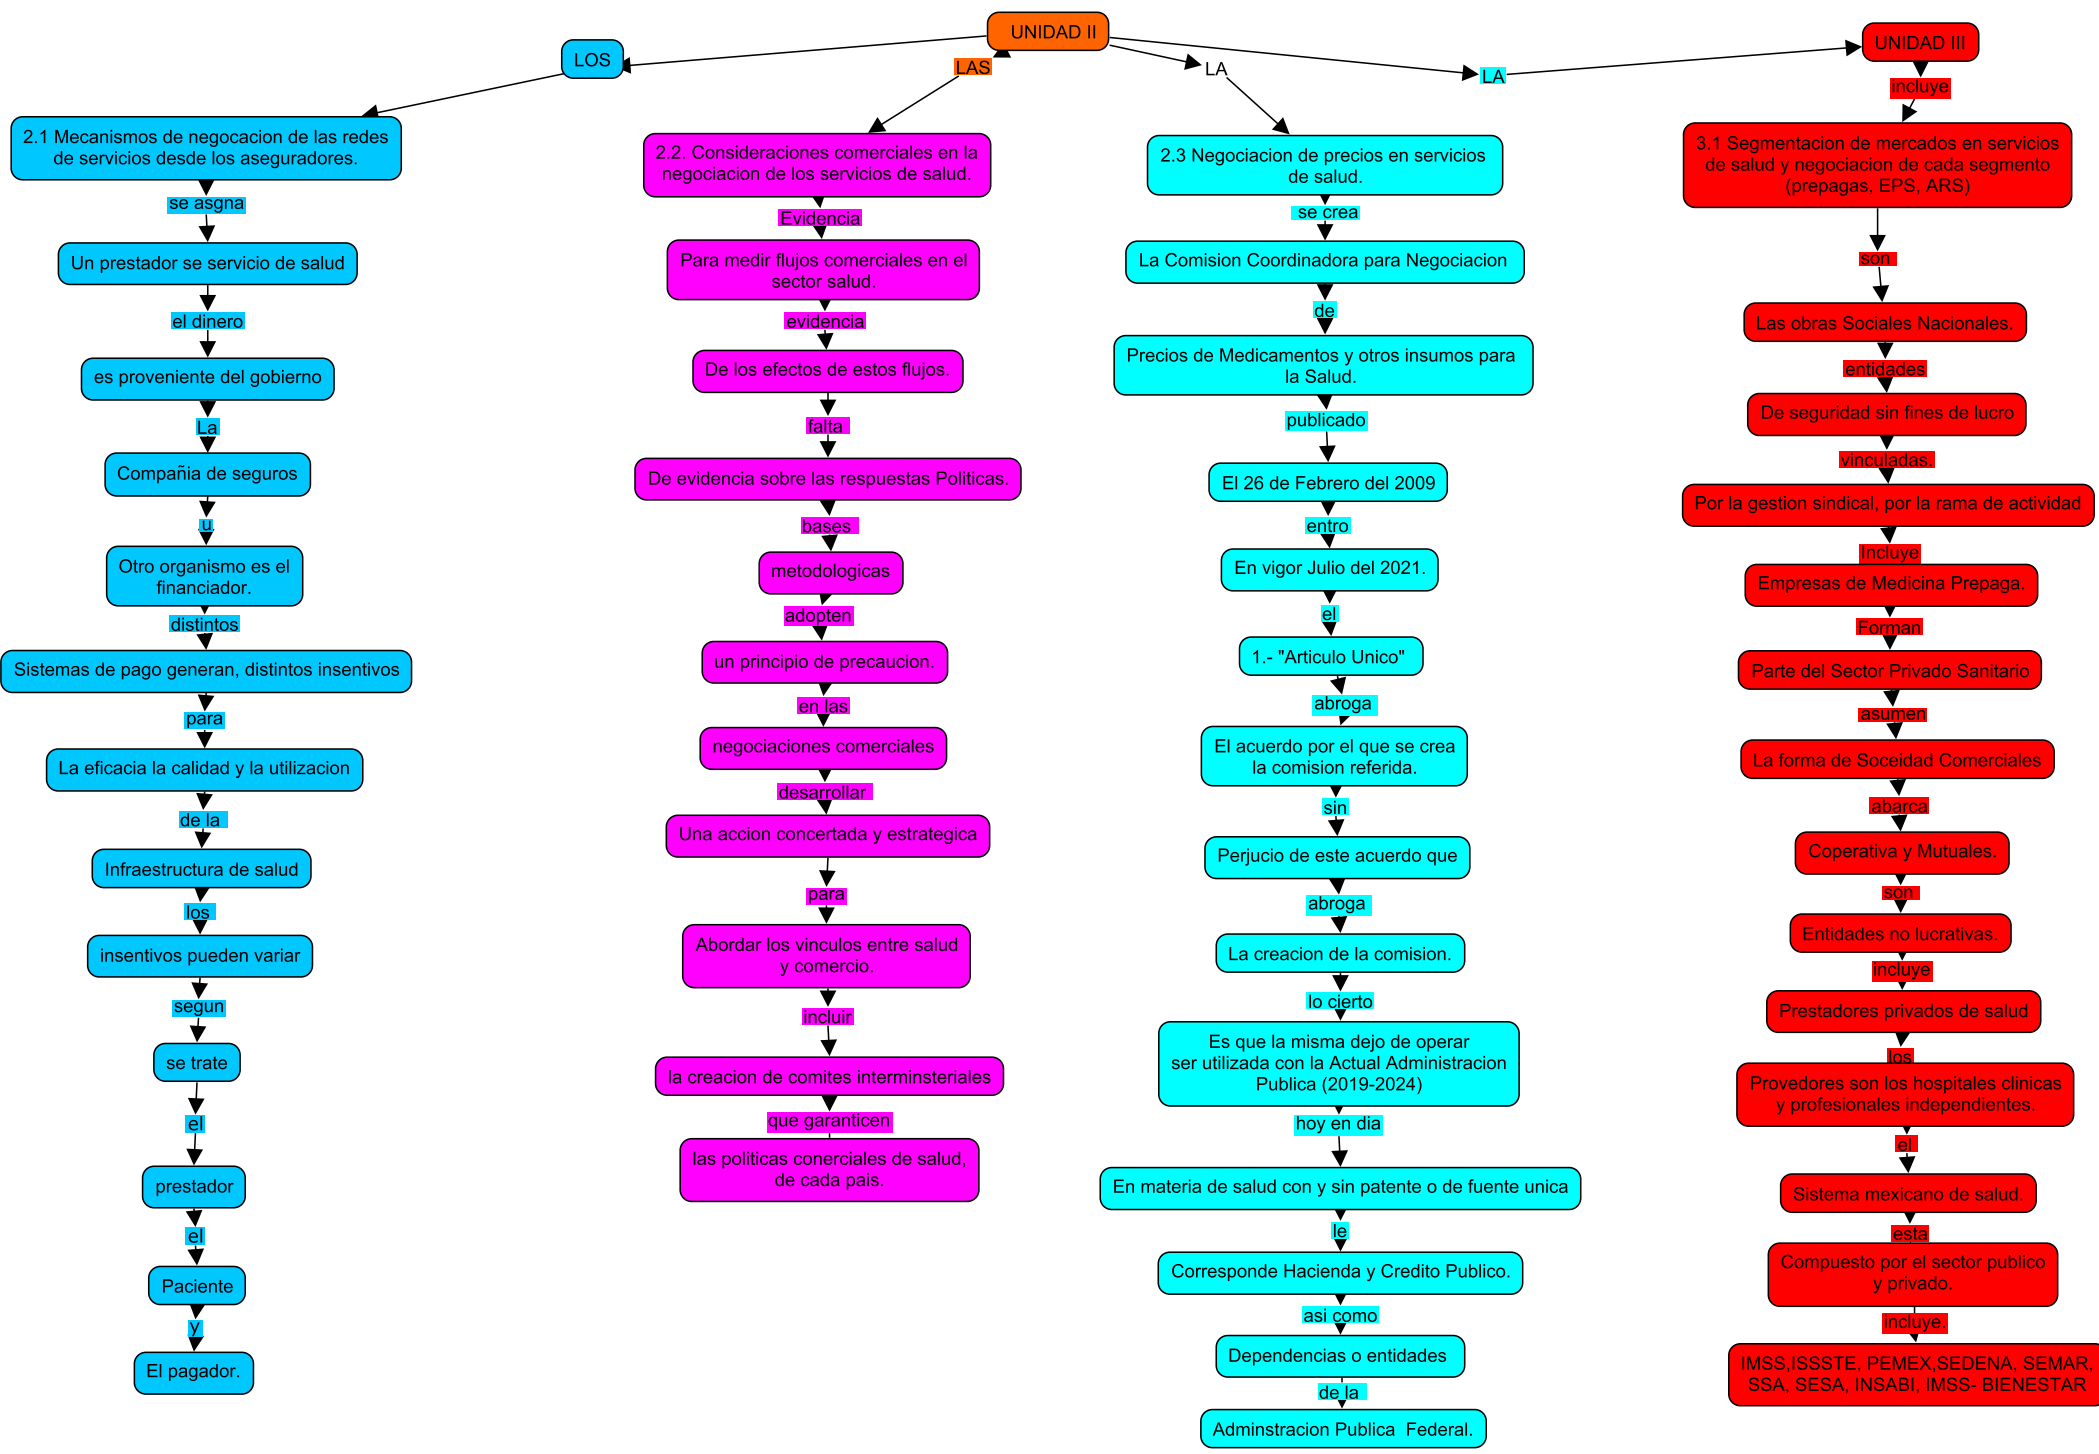 UNIDAD II
LOS
2.1 Mecanismos de negocacion de las redes
de servicios desde los aseguradores.
se asgna
Un prestador se servicio de salud
el dinero
es proveniente del gobierno
La
Compañia de seguros
u
Otro organismo es el
financiador.
distintos
Sistemas de pago generan, distintos insentivos
para
La eficacia la calidad y la utilizacion
de la
Infraestructura de salud
los
insentivos pueden variar
segun
se trate
el
prestador
el
Paciente
y
El pagador.
LAS
2.2. Consideraciones comerciales en la
negociacion de los servicios de salud.
Evidencia
Para medir flujos comerciales en el
sector salud.
evidencia
De los efectos de estos flujos.
falta
De evidencia sobre las respuestas Politicas.
bases
metodologicas
adopten
un principio de precaucion.
en las
negociaciones comerciales
desarrollar
Una accion concertada y estrategica
para
Abordar los vinculos entre salud
y comercio.
incluir
la creacion de comites interminsteriales
que garanticen
las politicas conerciales de salud,
de cada pais.
LA
2.3 Negociacion de precios en servicios
de salud.
se crea
La Comision Coordinadora para Negociacion
de
Precios de Medicamentos y otros insumos para
la Salud.
publicado
El 26 de Febrero del 2009
entro
En vigor Julio del 2021.
el
1.- "Articulo Unico"
abroga
El acuerdo por el que se crea
la comision referida.
sin
Perjucio de este acuerdo que
abroga
La creacion de la comision.
lo cierto
Es que la misma dejo de operar
ser utilizada con la Actual Administracion
Publica (2019-2024)
hoy en dia
En materia de salud con y sin patente o de fuente unica
le
Corresponde Hacienda y Credito Publico.
asi como
Dependencias o entidades
de la
Adminstracion Publica Federal.
LA
UNIDAD III
incluye
3.1 Segmentacion de mercados en servicios
de salud y negociacion de cada segmento
(prepagas, EPS, ARS)
son
Las obras Sociales Nacionales.
entidades
De seguridad sin fines de lucro
vinculadas.
Por la gestion sindical, por la rama de actividad
Incluye
Empresas de Medicina Prepaga.
Forman
Parte del Sector Privado Sanitario
asumen
La forma de Soceidad Comerciales
abarca
Coperativa y Mutuales.
son
Entidades no lucrativas.
incluye
Prestadores privados de salud
los
Provedores son los hospitales clinicas
y profesionales independientes.
el
Sistema mexicano de salud.
esta
Compuesto por el sector publico
y privado.
incluye.
IMSS,ISSSTE, PEMEX,SEDENA, SEMAR,
SSA, SESA, INSABI, IMSS- BIENESTAR